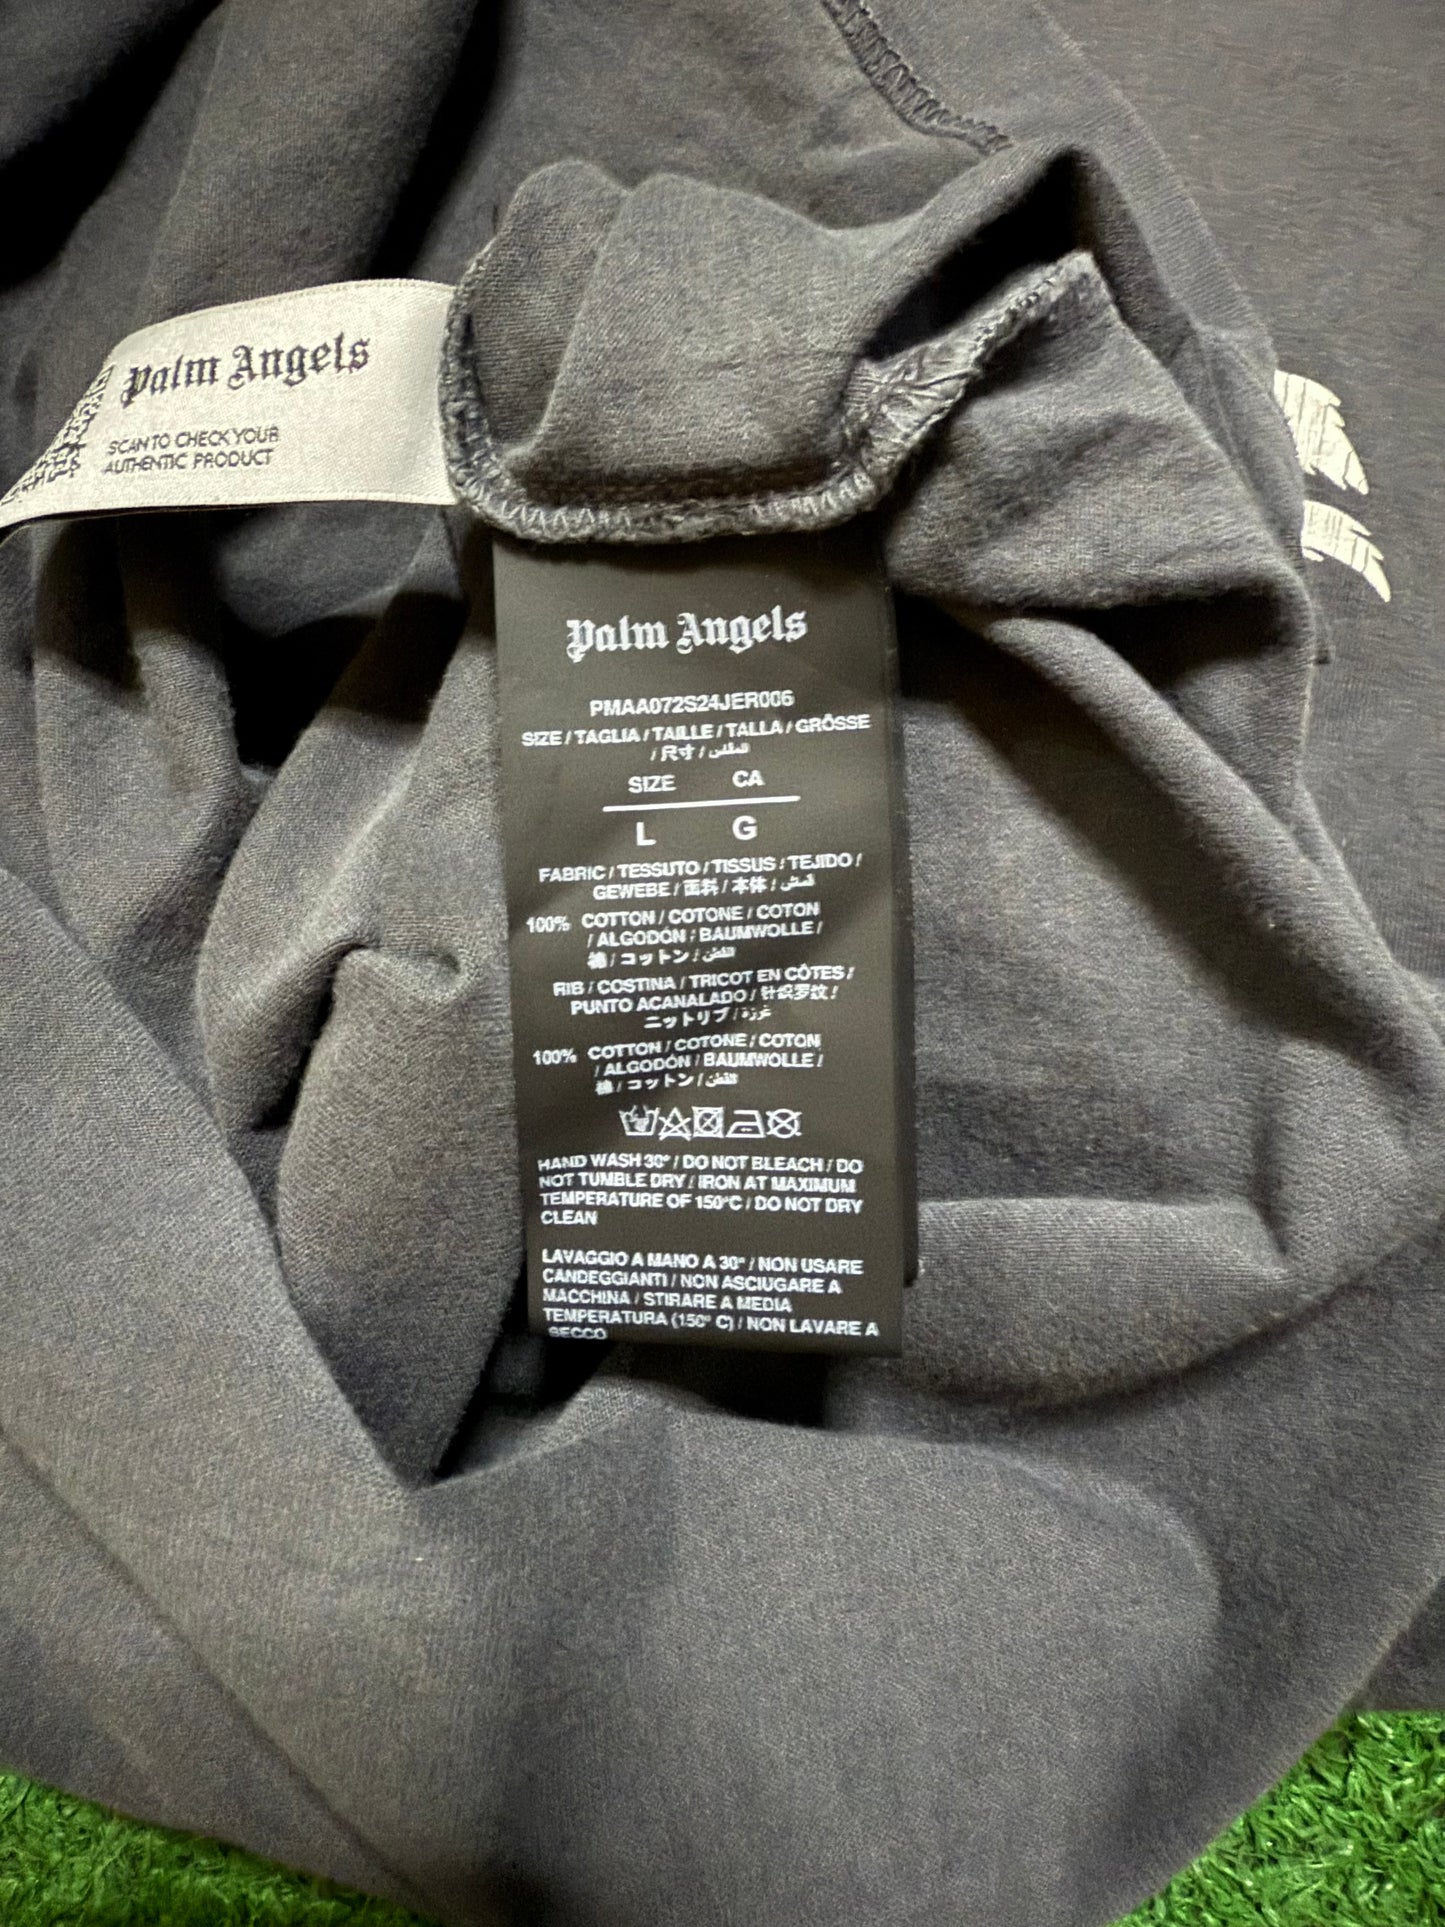 Palm Angels
SCAN TO CHECK YOUR
AUTHENTIC PRODUCT
Palm Angels
PMAA072S24JER006
SIZE / TAGLIA / TAILLE / TALLA / GRÖSSE
/ 尺寸 / المقاس
SIZE CA
L G
FABRIC / TESSUTO / TISSUS / TEJIDO /
GEWEBE / 面料 / 本体 / قماش
100% COTTON / COTONE / COTON
/ ALGODÓN / BAUMWOLLE /
棉 / コットン / القطن
RIB / COSTINA / TRICOT EN CÔTES /
PUNTO ACANALADO / 针织罗纹 /
ニットリブ / غرزة
100% COTTON / COTONE / COTON
/ ALGODÓN / BAUMWOLLE /
棉 / コットン / القطن
HAND WASH 30° / DO NOT BLEACH / DO
NOT TUMBLE DRY / IRON AT MAXIMUM
TEMPERATURE OF 150°C / DO NOT DRY
CLEAN
LAVAGGIO A MANO A 30° / NON USARE
CANDEGGIANTI / NON ASCIUGARE A
MACCHINA / STIRARE A MEDIA
TEMPERATURA (150° C) / NON LAVARE A
SECCO